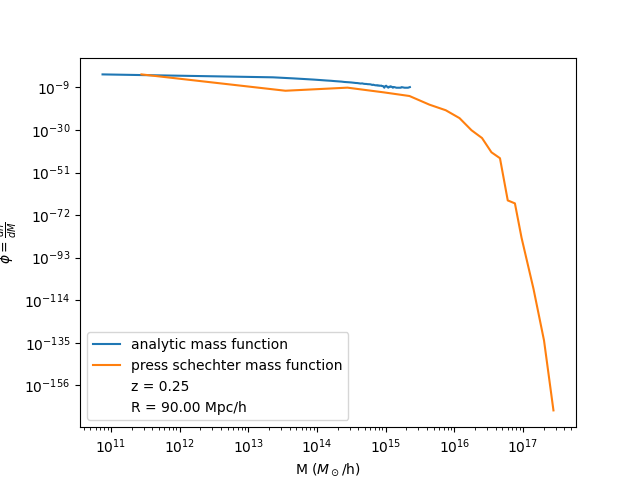 10^-9
10^-30
10^-51
10^-72
10^-93
10^-114
10^-135
10^-156
ϕ = dn/dM
analytic mass function
press schechter mass function
z = 0.25
R = 90.00 Mpc/h
10^11 10^12 10^13 10^14 10^15 10^16 10^17
M (M_○/h)